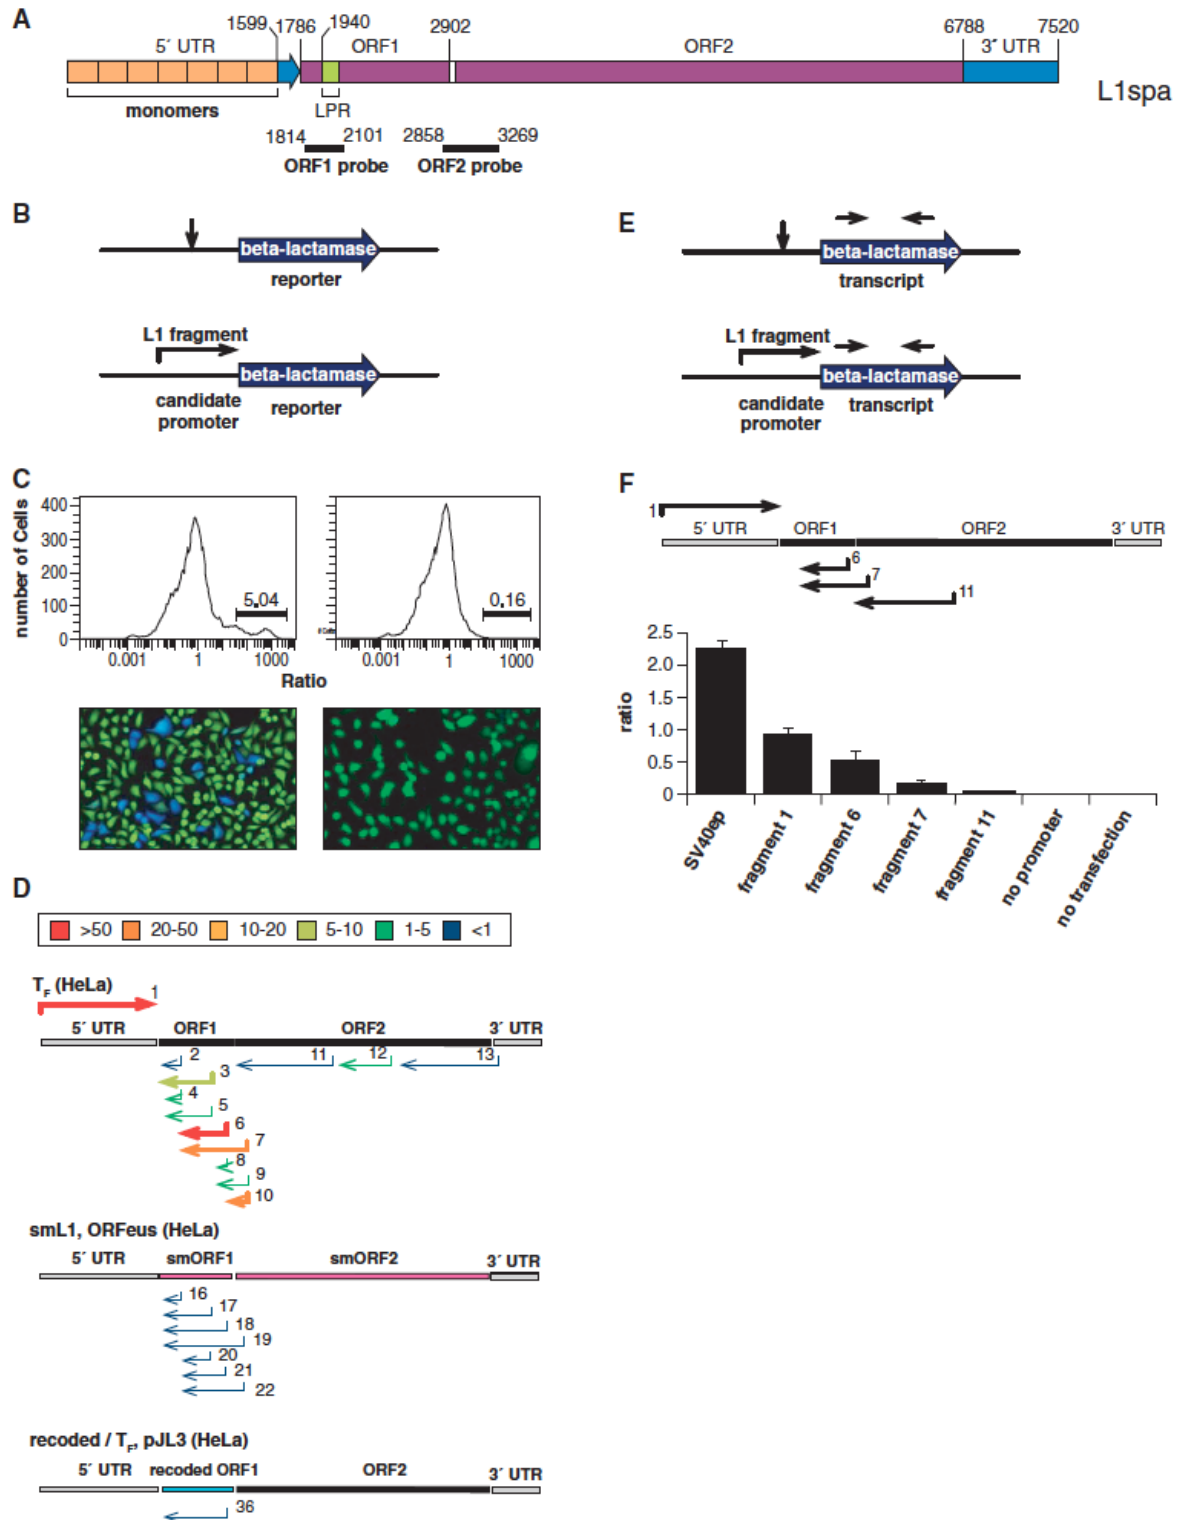 A
1599 1786 1940 2902 6788 7520
5´ UTR ORF1 ORF2 3´ UTR
monomers LPR L1spa
1814 2101 2858 3269
ORF1 probe ORF2 probe
B
beta-lactamase
reporter
L1 fragment
beta-lactamase
candidate promoter reporter
E
beta-lactamase
transcript
L1 fragment
beta-lactamase
candidate promoter transcript
C
number of Cells
400
300
200
100
0
5.04
0.001 1 1000
0.16
0.001 1 1000
Ratio
F
1
5´ UTR ORF1 ORF2 3´ UTR
6
7
11
ratio
2.5
2.0
1.5
1.0
0.5
0
SV40ep
fragment 1
fragment 6
fragment 7
fragment 11
no promoter
no transfection
D
>50 20-50 10-20 5-10 1-5 <1
TF (HeLa)
1
5´ UTR ORF1 ORF2 3´ UTR
2 11 12 13
3
4
5
6
7
8
9
10
smL1, ORFeus (HeLa)
5´ UTR smORF1 smORF2 3´ UTR
16
17
18
19
20
21
22
recoded / TF, pJL3 (HeLa)
5´ UTR recoded ORF1 ORF2 3´ UTR
36